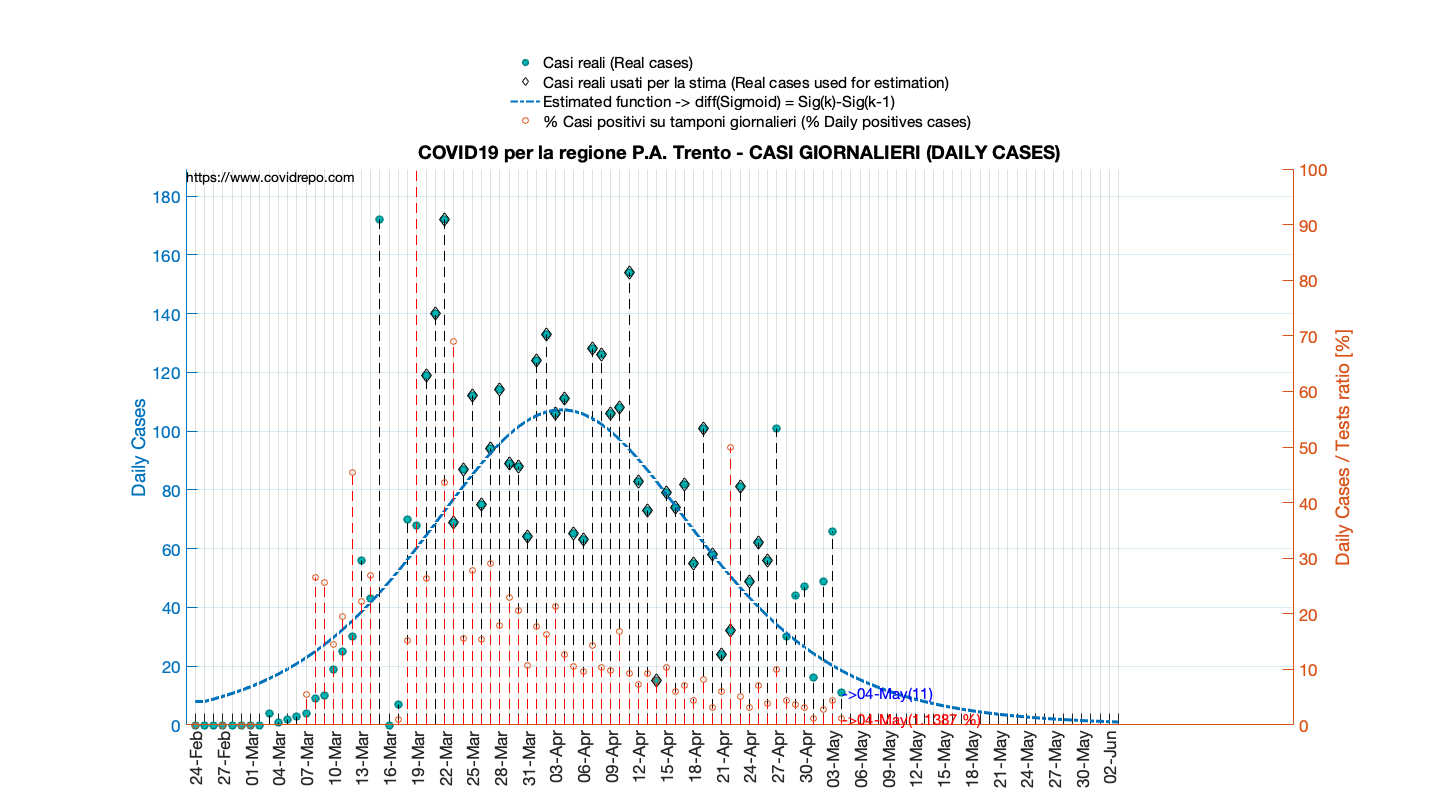 Casi reali (Real cases)
Casi reali usati per la stima (Real cases used for estimation)
Estimated function -> diff(Sigmoid) = Sig(k)-Sig(k-1)
% Casi positivi su tamponi giornalieri (% Daily positives cases)
COVID19 per la regione P.A. Trento - CASI GIORNALIERI (DAILY CASES)
https://www.covidrepo.com
Daily Cases
180
160
140
120
100
80
60
40
20
0
100
90
80
70
60
50
40
30
20
10
0
Daily Cases / Tests ratio [%]
->04-May(11)
->04-May(1.1387 %)
24-Feb
27-Feb
01-Mar
04-Mar
07-Mar
10-Mar
13-Mar
16-Mar
19-Mar
22-Mar
25-Mar
28-Mar
31-Mar
03-Apr
06-Apr
09-Apr
12-Apr
15-Apr
18-Apr
21-Apr
24-Apr
27-Apr
30-Apr
03-May
06-May
09-May
12-May
15-May
18-May
21-May
24-May
27-May
30-May
02-Jun